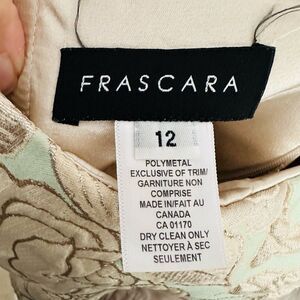 FRASCARA
12
POLYMETAL
EXCLUSIVE OF TRIM/
GARNITURE NON
COMPRISE
MADE IN/FAIT AU
CANADA
CA 01170
DRY CLEAN ONLY
NETTOYER À SEC
SEULEMENT